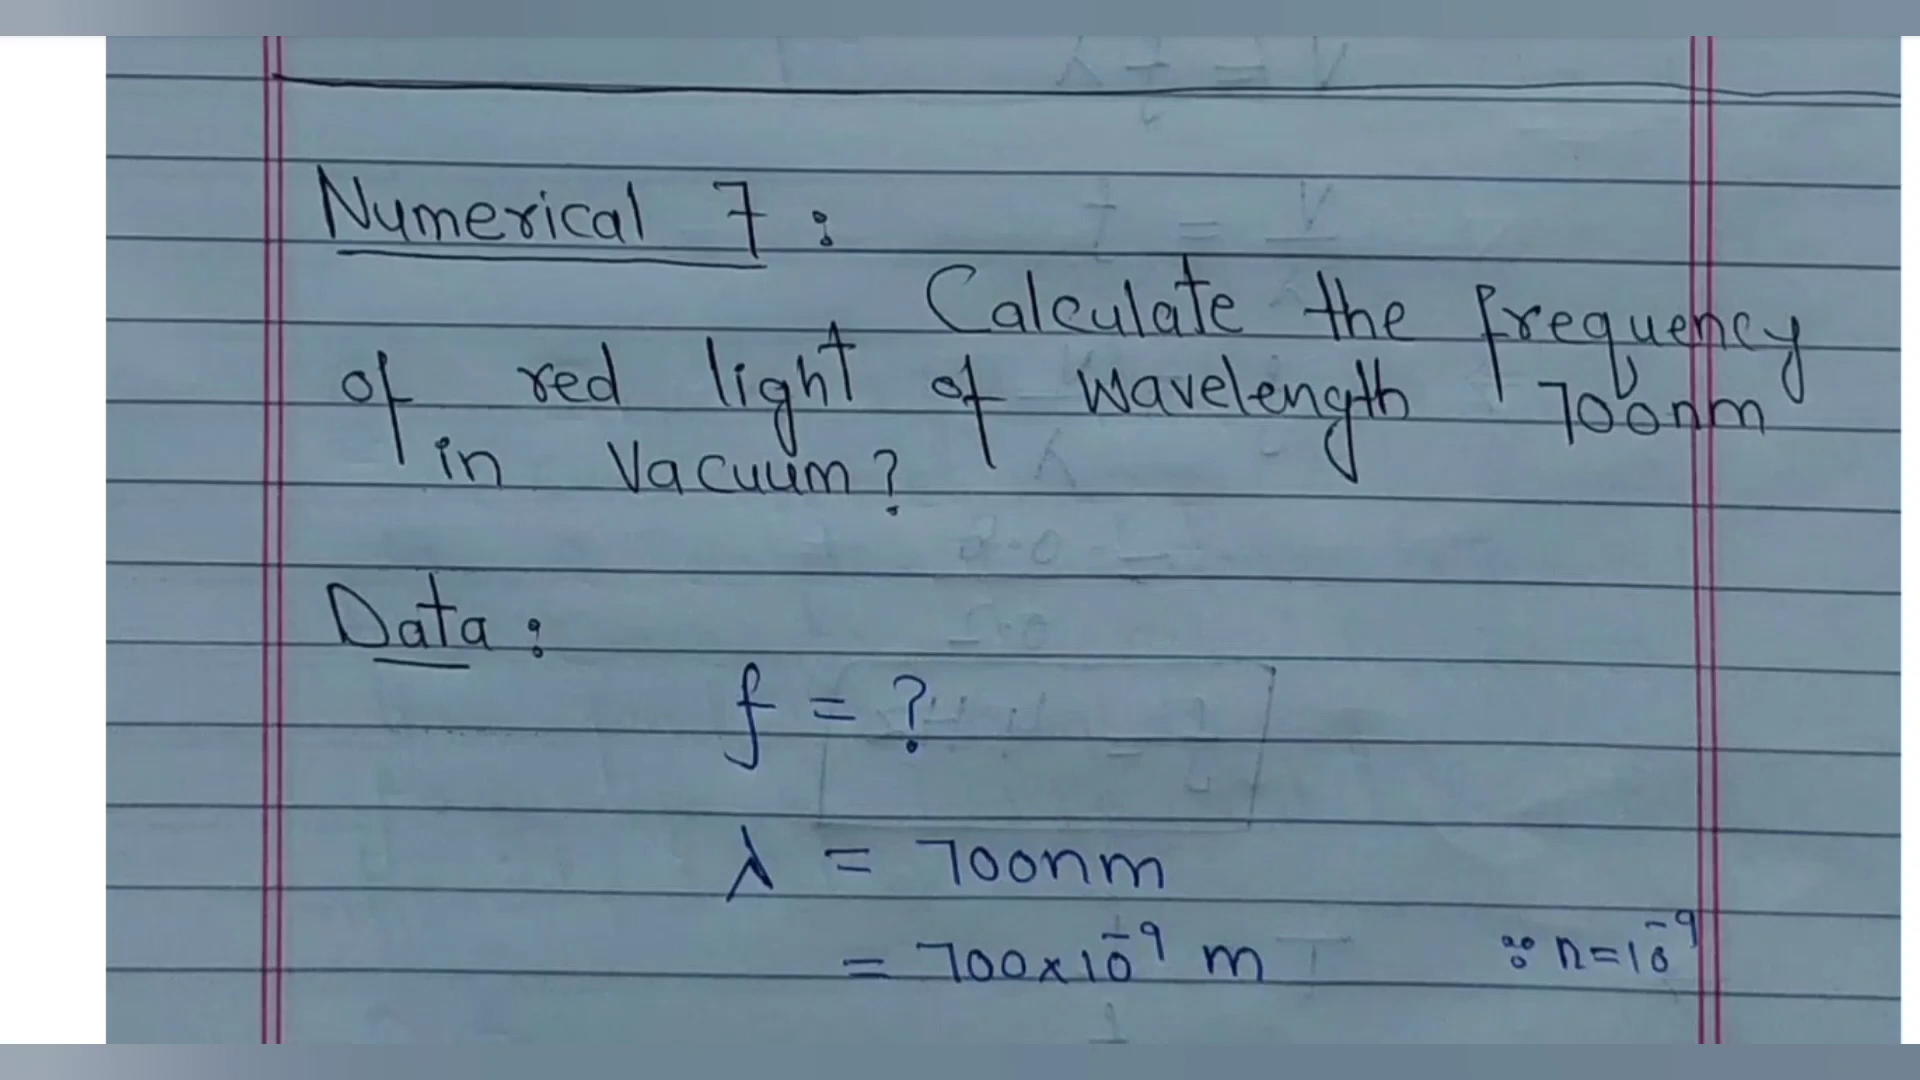 Numerical 7:
Calculate the frequency
of red light of wavelength 700nm
in Vacuum?
Data:
f = ?
λ = 700nm
= 700×10⁻⁹ m ∵ n=10⁻⁹